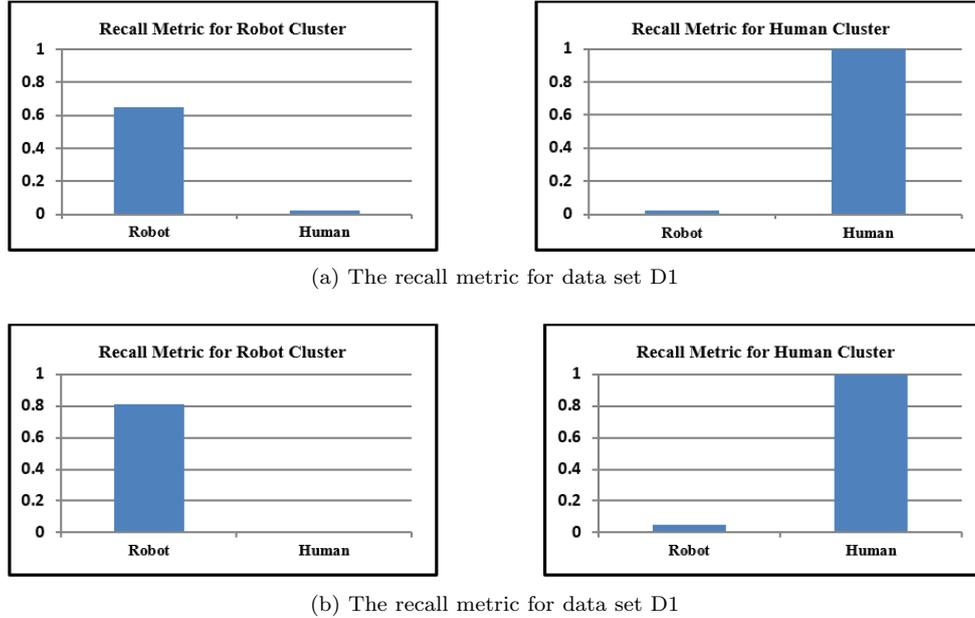 Recall Metric for Robot Cluster
1
0.8
0.6
0.4
0.2
0
Robot Human
Recall Metric for Human Cluster
1
0.8
0.6
0.4
0.2
0
Robot Human
(a) The recall metric for data set D1
Recall Metric for Robot Cluster
1
0.8
0.6
0.4
0.2
0
Robot Human
Recall Metric for Human Cluster
1
0.8
0.6
0.4
0.2
0
Robot Human
(b) The recall metric for data set D1